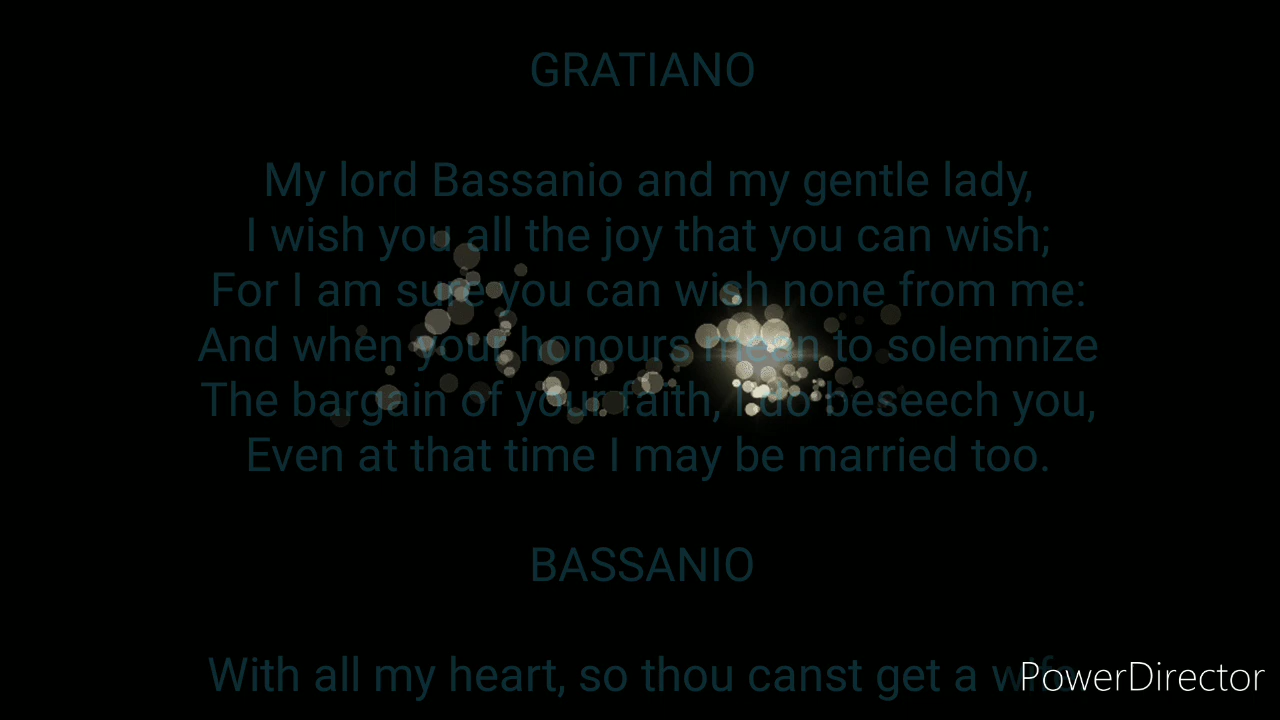 GRATIANO
My lord Bassanio and my gentle lady,
I wish you all the joy that you can wish;
For I am sure you can wish none from me:
And when your honours mean to solemnize
The bargain of your faith, I do beseech you,
Even at that time I may be married too.
BASSANIO
With all my heart, so thou canst get a wife.
PowerDirector